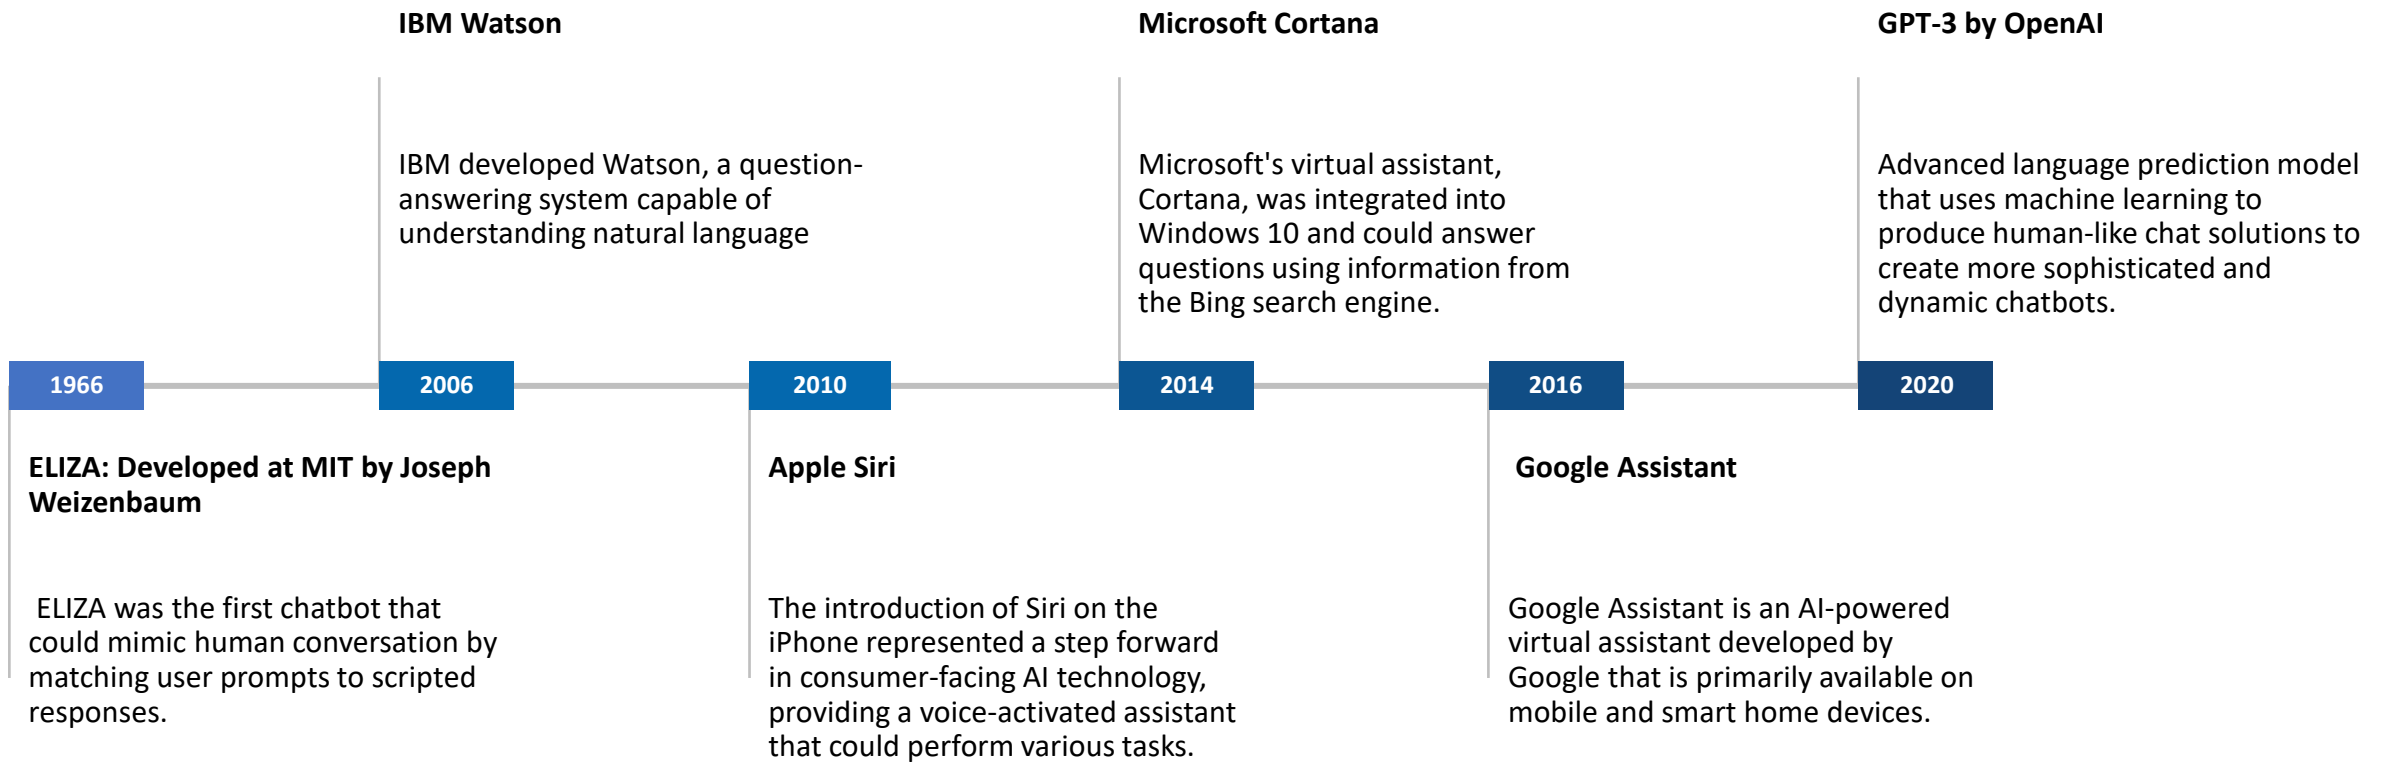 IBM Watson
IBM developed Watson, a question-
answering system capable of
understanding natural language
Microsoft Cortana
Microsoft's virtual assistant,
Cortana, was integrated into
Windows 10 and could answer
questions using information from
the Bing search engine.
GPT-3 by OpenAI
Advanced language prediction model
that uses machine learning to
produce human-like chat solutions to
create more sophisticated and
dynamic chatbots.
1966
2006
2010
2014
2016
2020
ELIZA: Developed at MIT by Joseph
Weizenbaum
ELIZA was the first chatbot that
could mimic human conversation by
matching user prompts to scripted
responses.
Apple Siri
The introduction of Siri on the
iPhone represented a step forward
in consumer-facing AI technology,
providing a voice-activated assistant
that could perform various tasks.
Google Assistant
Google Assistant is an AI-powered
virtual assistant developed by
Google that is primarily available on
mobile and smart home devices.